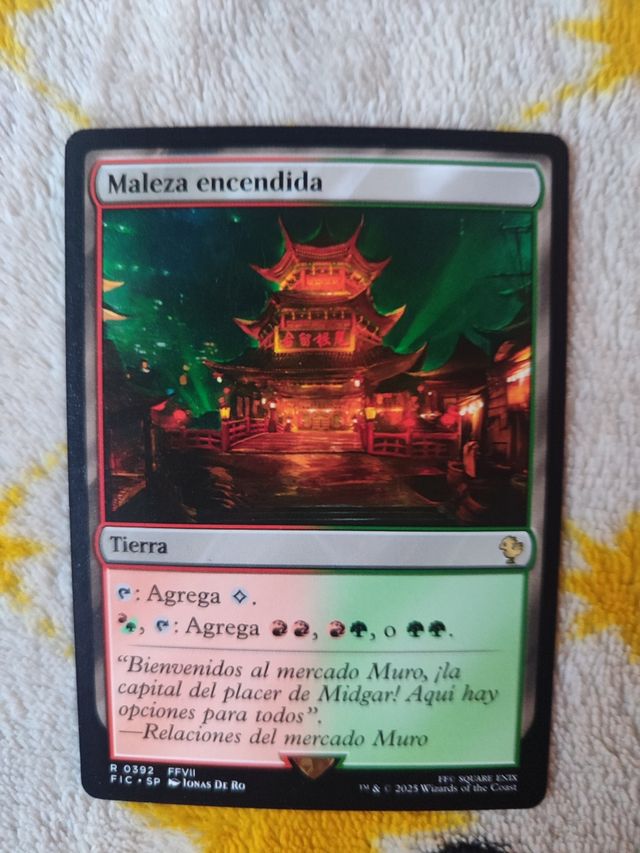 Maleza encendida
Tierra
: Agrega .
, : Agrega , , o .
“Bienvenidos al mercado Muro, ¡la
capital del placer de Midgar! Aquí hay
opciones para todos”.
—Relaciones del mercado Muro
R 0392 FFVII
FIC • SP Jonas De Ro
FF© SQUARE ENIX
™ & © 2025 Wizards of the Coast